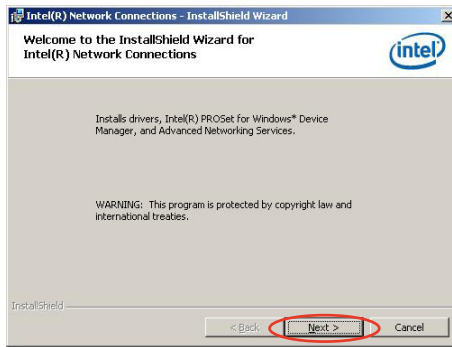 Intel(R) Network Connections - InstallShield Wizard
Welcome to the InstallShield Wizard for
Intel(R) Network Connections
intel
Installs drivers, Intel(R) PROSet for Windows* Device
Manager, and Advanced Networking Services.
WARNING: This program is protected by copyright law and
international treaties.
InstallShield
< Back Next > Cancel